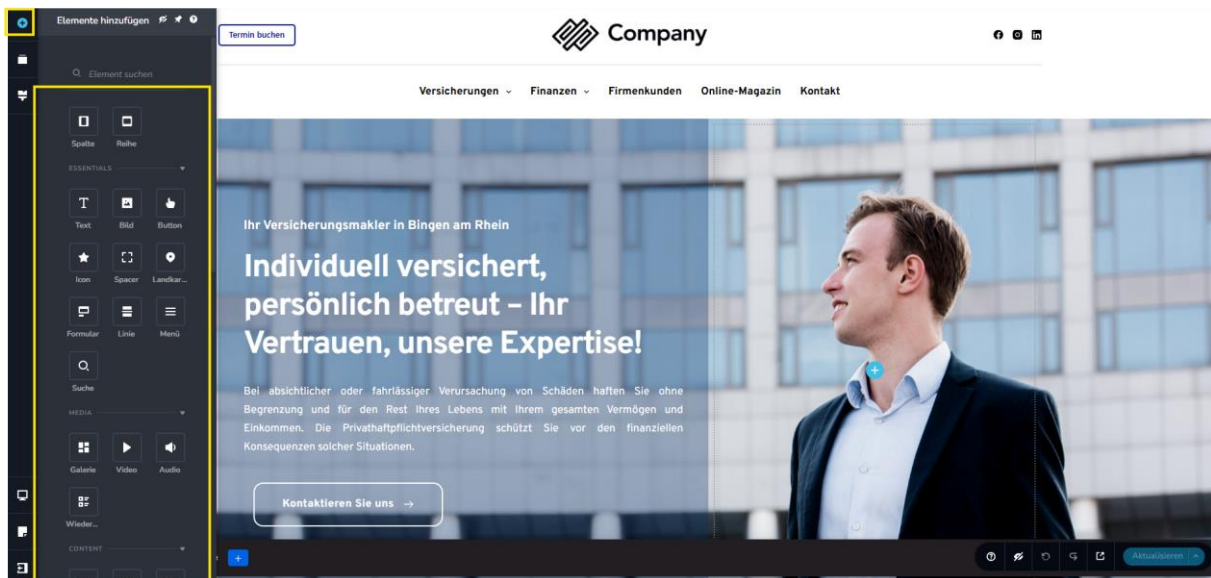 Elemente hinzufügen
Element suchen
Spalte
Reihe
ESSENTIALS
Text
Bild
Button
Icon
Spacer
Landkar...
Formular
Linie
Menü
Suche
MEDIA
Galerie
Video
Audio
Wieder...
CONTENT
Termin buchen
Company
Versicherungen
Finanzen
Firmenkunden
Online-Magazin
Kontakt
Ihr Versicherungsmakler in Bingen am Rhein
Individuell versichert,
persönlich betreut – Ihr
Vertrauen, unsere Expertise!
Bei absichtlicher oder fahrlässiger Verursachung von Schäden haften Sie ohne
Begrenzung und für den Rest Ihres Lebens mit Ihrem gesamten Vermögen und
Einkommen. Die Privathaftpflichtversicherung schützt Sie vor den finanziellen
Konsequenzen solcher Situationen.
Kontaktieren Sie uns →
Aktualisieren